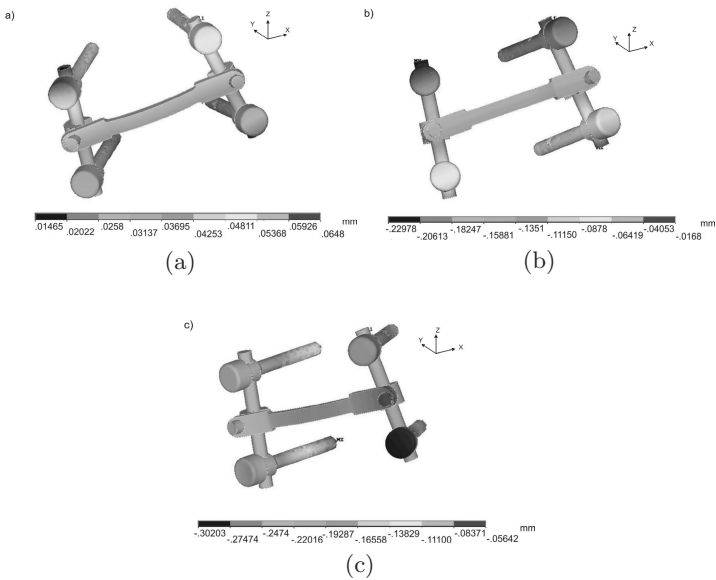 a)
Z
Y
X
.01465 .0258 .03695 .04811 .05926
.02022 .03137 .04253 .05368 .0648
mm
(a)
b)
Z
Y
X
-.22978 -.18247 -.1351 -.0878 -.04053
-.20613 -.15881 -.11150 -.06419 -.0168
mm
(b)
c)
Z
Y
X
MX
-.30203 -.2474 -.19287 -.13829 -.08371
-.27474 -.22016 -.16558 -.11100 -.05642
mm
(c)